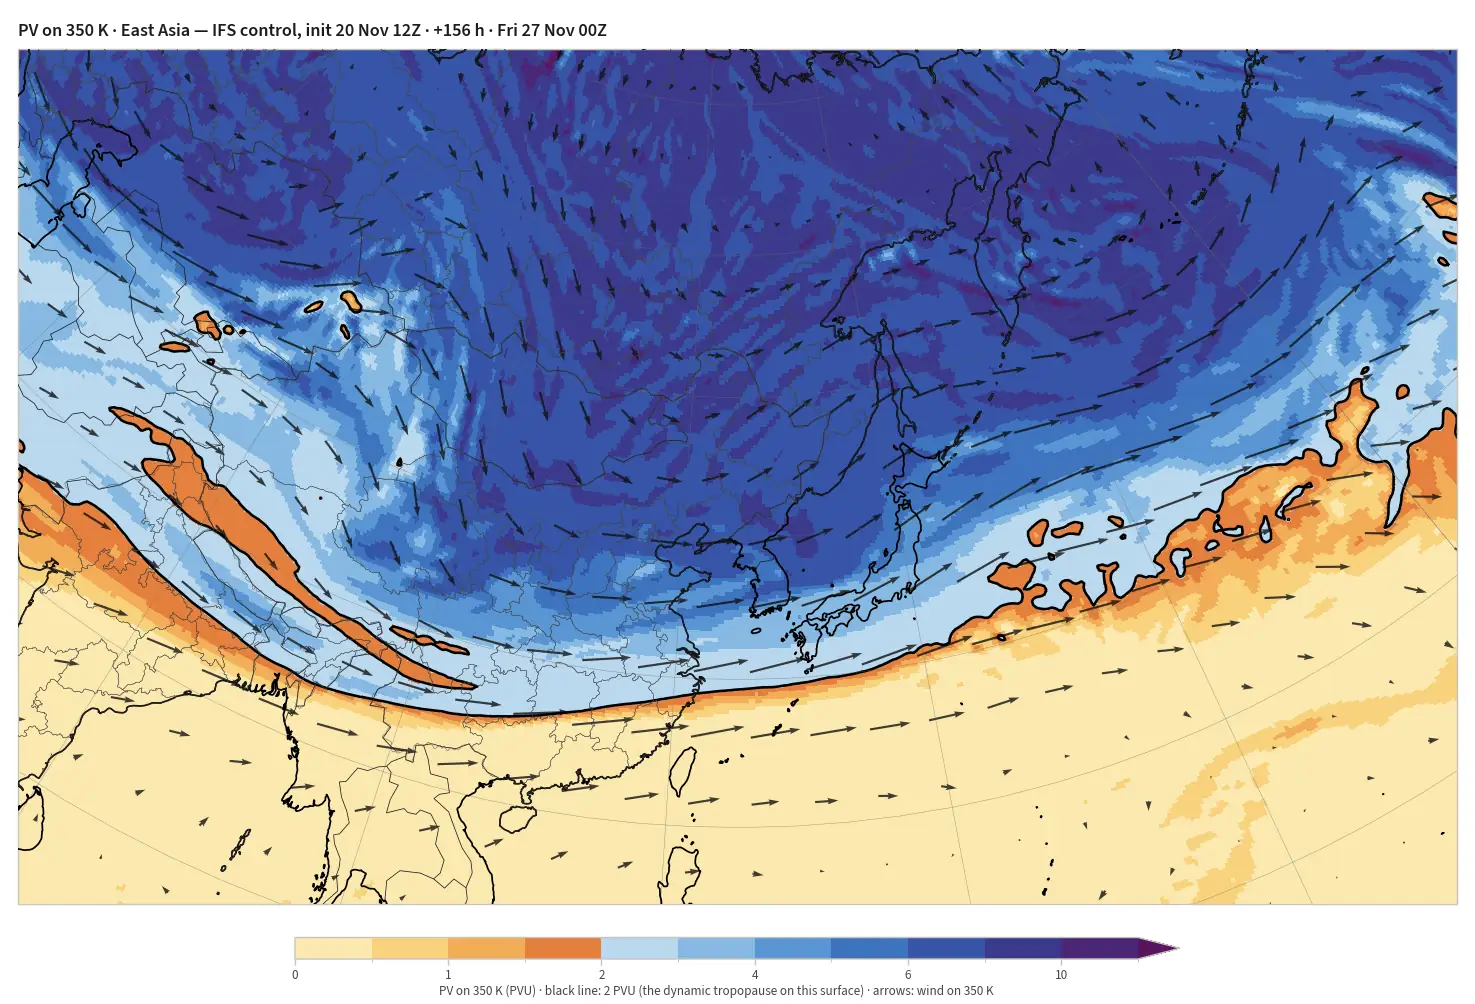 PV on 350 K · East Asia — IFS control, init 20 Nov 12Z · +156 h · Fri 27 Nov 00Z
0 1 2 4 6 10
PV on 350 K (PVU) · black line: 2 PVU (the dynamic tropopause on this surface) · arrows: wind on 350 K